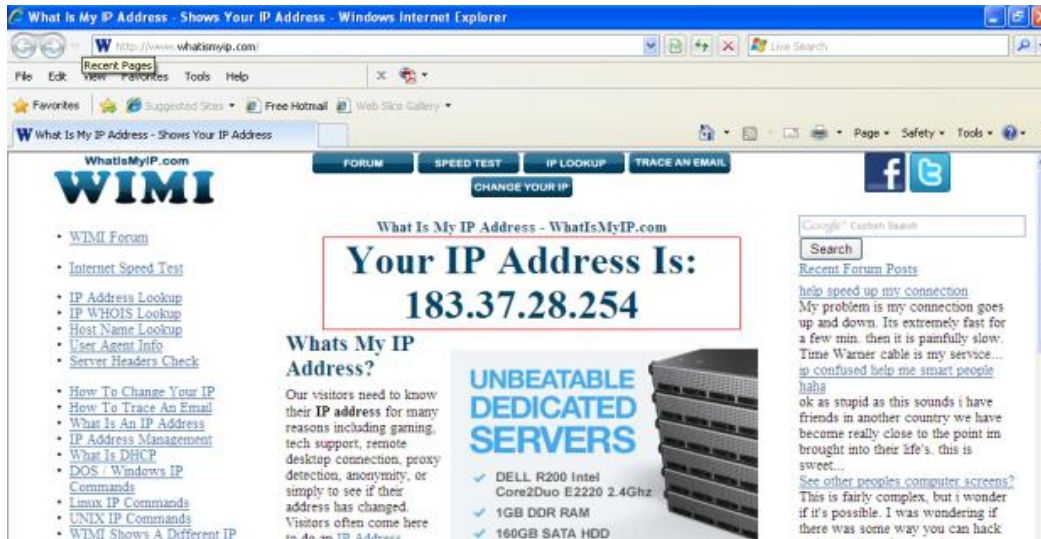 What Is My IP Address - Shows Your IP Address - Windows Internet Explorer
http://www.whatismyip.com/
Live Search
Recent Pages
File Edit View Favorites Tools Help
Favorites Suggested Sites Free Hotmail Web Slice Gallery
What Is My IP Address - Shows Your IP Address
Page Safety Tools
WhatIsMyIP.com
WIMI
FORUM SPEED TEST IP LOOKUP TRACE AN EMAIL
CHANGE YOUR IP
WIMI Forum
Internet Speed Test
IP Address Lookup
IP WHOIS Lookup
Host Name Lookup
User Agent Info
Server Headers Check
How To Change Your IP
How To Trace An Email
What Is An IP Address
IP Address Management
What Is DHCP
DOS / Windows IP
Commands
Linux IP Commands
UNIX IP Commands
WIMI Shows A Different IP
What Is My IP Address - WhatIsMyIP.com
Your IP Address Is:
183.37.28.254
Whats My IP
Address?
Our visitors need to know
their IP address for many
reasons including gaming,
tech support, remote
desktop connection, proxy
detection, anonymity, or
simply to see if their
address has changed.
Visitors often come here
to do an IP Address
UNBEATABLE
DEDICATED
SERVERS
DELL R200 Intel
Core2Duo E2220 2.4Ghz
1GB DDR RAM
160GB SATA HDD
Google Custom Search
Search
Recent Forum Posts
help speed up my connection
My problem is my connection goes
up and down. Its extremely fast for
a few min. then it is painfully slow.
Time Warner cable is my service...
ip confused help me smart people
haha
ok as stupid as this sounds i have
friends in another country we have
become really close to the point im
brought into their life's. this is
sweet...
See other peoples computer screens?
This is fairly complex, but i wonder
if it's possible. I was wondering if
there was some way you can hack